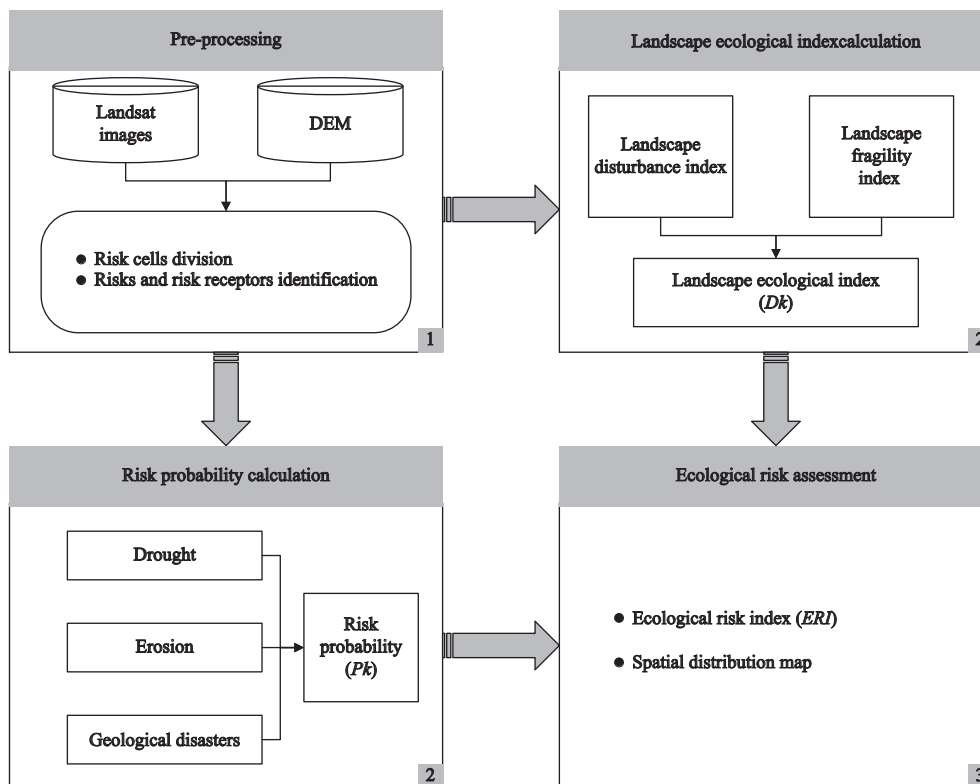 Pre-processing
Landsat
images
DEM
● Risk cells division
● Risks and risk receptors identification
1
Landscape ecological indexcalculation
Landscape
disturbance index
Landscape
fragility
index
Landscape ecological index
(Dk)
2
Risk probability calculation
Drought
Erosion
Geological disasters
Risk
probability
(Pk)
2
Ecological risk assessment
● Ecological risk index (ERI)
● Spatial distribution map
3